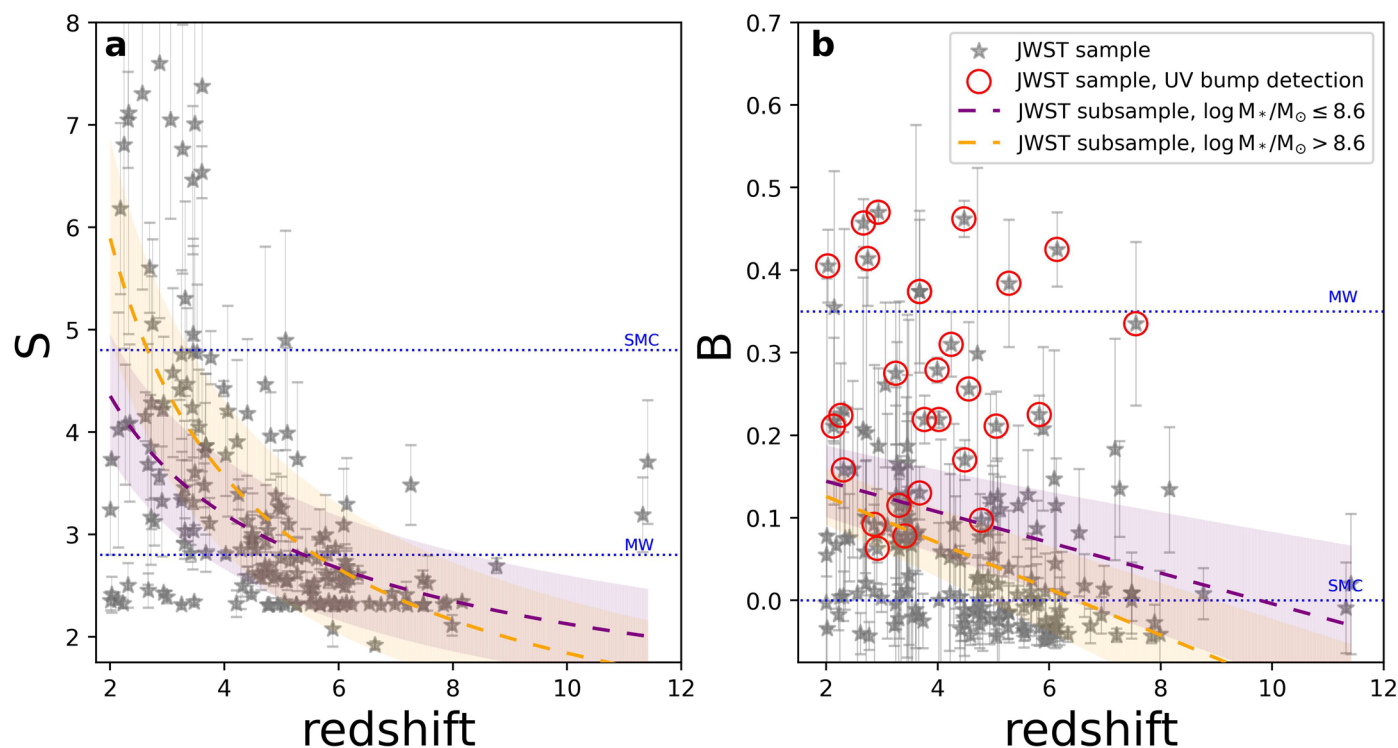 a
8
7
6
5
4
3
2
S
SMC
MW
2 4 6 8 10 12
redshift
b
0.7
0.6
0.5
0.4
0.3
0.2
0.1
0.0
B
JWST sample
JWST sample, UV bump detection
JWST subsample, log M∗/M⊙ ≤ 8.6
JWST subsample, log M∗/M⊙ > 8.6
MW
SMC
2 4 6 8 10 12
redshift